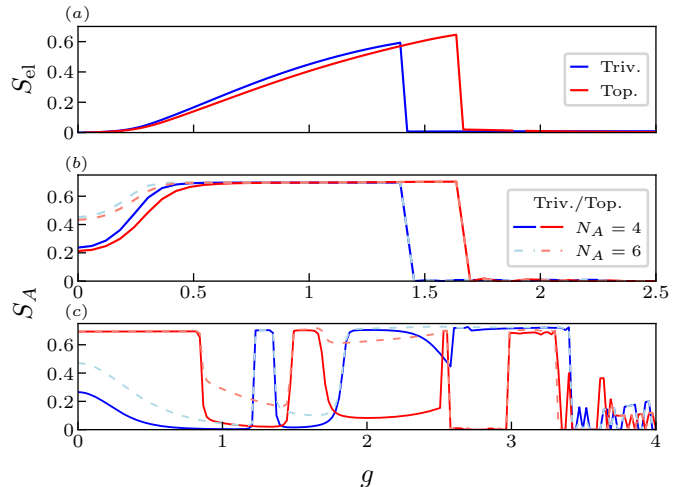 (a)
0.6
0.4
0.2
0
S_el
Triv.
Top.
(b)
0.6
0.4
0.2
0
Triv./Top.
N_A = 4
N_A = 6
0 0.5 1 1.5 2 2.5
S_A
(c)
0.6
0.4
0.2
0
0 1 2 3 4
g